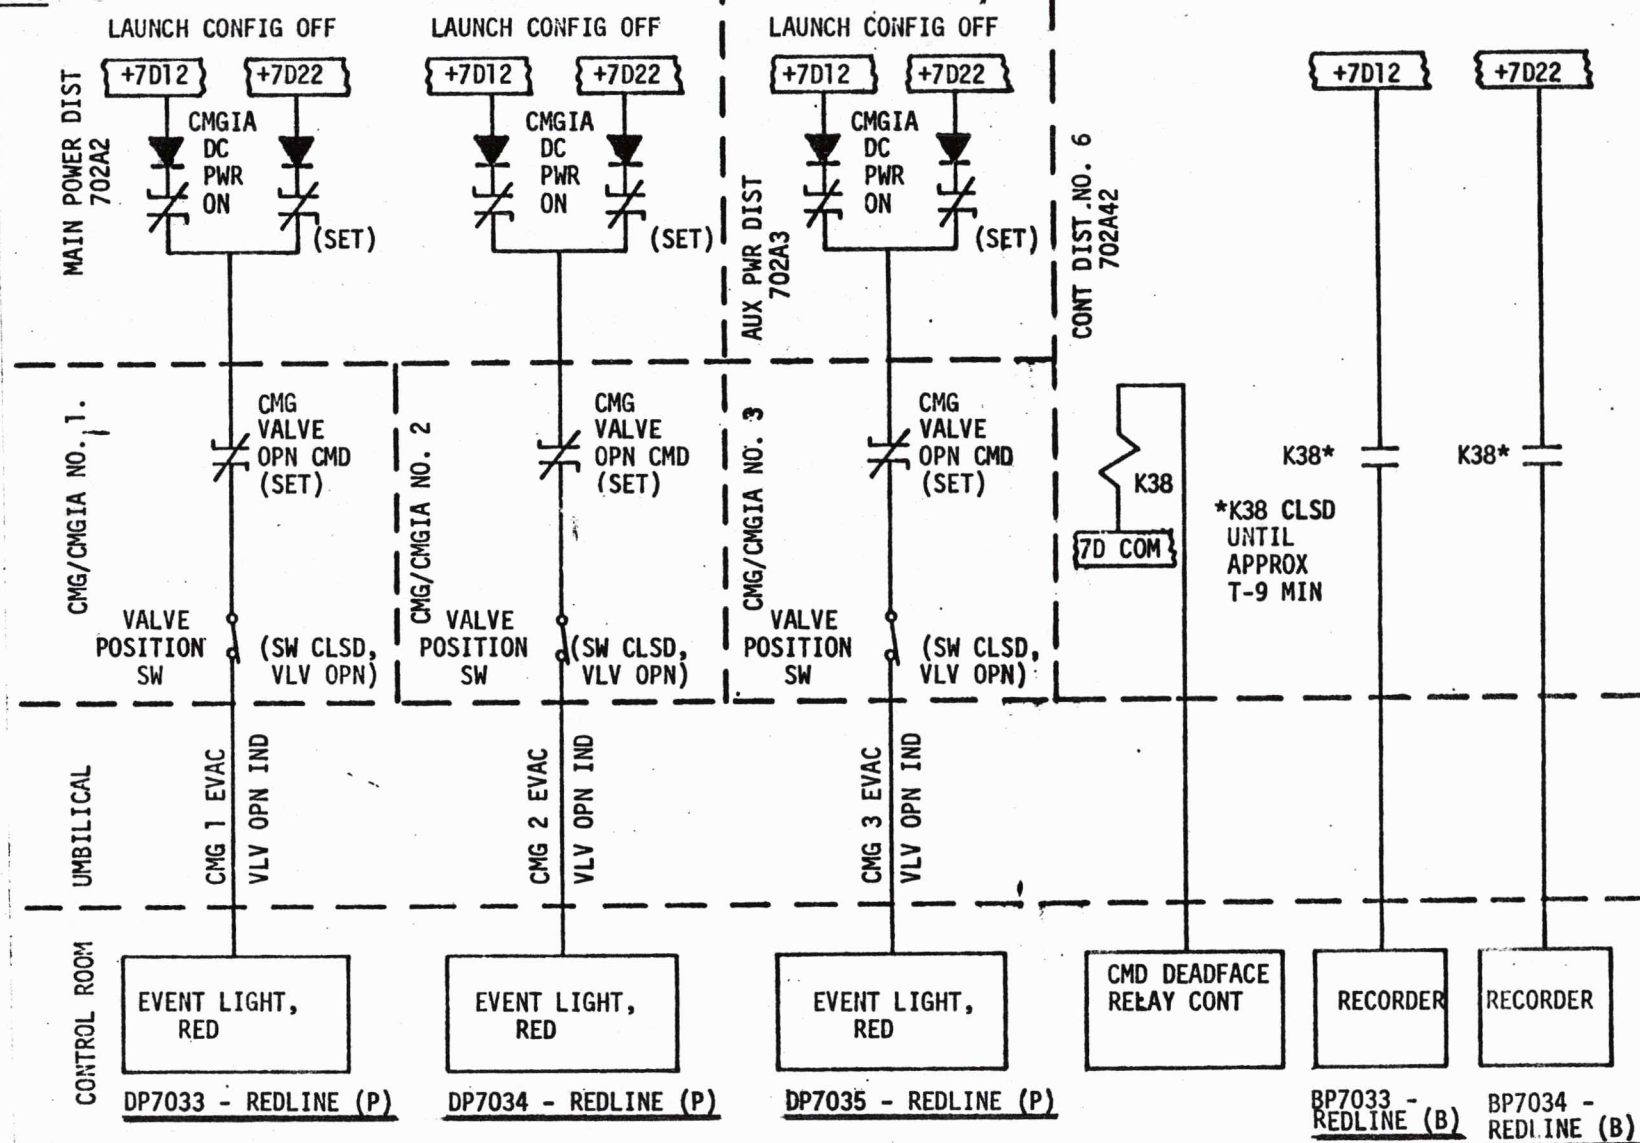 LAUNCH CONFIG OFF
+7D12
+7D22
MAIN POWER DIST
702A2
CMGIA
DC
PWR
ON
(SET)
LAUNCH CONFIG OFF
+7D12
+7D22
CMGIA
DC
PWR
ON
(SET)
LAUNCH CONFIG OFF
+7D12
+7D22
AUX PWR DIST
702A3
CMGIA
DC
PWR
ON
(SET)
CONT DIST.NO. 6
702A42
+7D12
+7D22
CMG/CMGIA NO. 1.
CMG
VALVE
OPN CMD
(SET)
VALVE
POSITION
SW
(SW CLSD,
VLV OPN)
CMG/CMGIA NO. 2
CMG
VALVE
OPN CMD
(SET)
VALVE
POSITION
SW
(SW CLSD,
VLV OPN)
CMG/CMGIA NO. 3
CMG
VALVE
OPN CMD
(SET)
VALVE
POSITION
SW
(SW CLSD,
VLV OPN)
K38
7D COM
K38*
K38*
*K38 CLSD
UNTIL
APPROX
T-9 MIN
UMBILICAL
CMG 1 EVAC
VLV OPN IND
CMG 2 EVAC
VLV OPN IND
CMG 3 EVAC
VLV OPN IND
CONTROL ROOM
EVENT LIGHT,
RED
EVENT LIGHT,
RED
EVENT LIGHT,
RED
CMD DEADFACE
RELAY CONT
RECORDER
RECORDER
DP7033 - REDLINE (P)
DP7034 - REDLINE (P)
DP7035 - REDLINE (P)
BP7033 -
REDLINE (B)
BP7034 -
REDLINE (B)